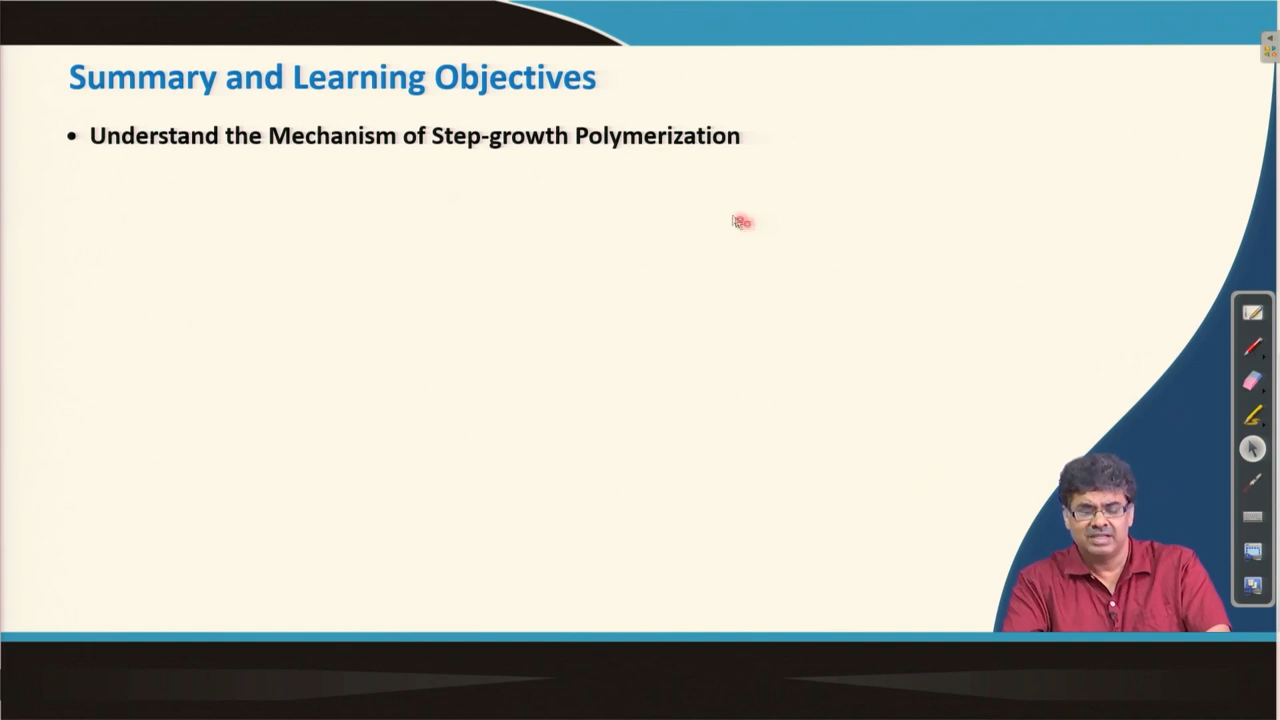 Summary and Learning Objectives
• Understand the Mechanism of Step-growth Polymerization